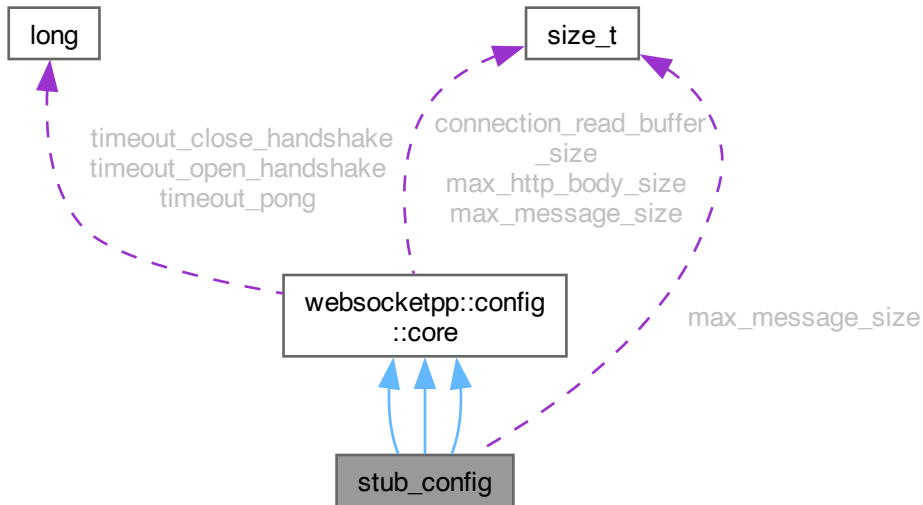 long
size_t
timeout_close_handshake
timeout_open_handshake
timeout_pong
connection_read_buffer
_size
max_http_body_size
max_message_size
websocketpp::config
::core
max_message_size
stub_config